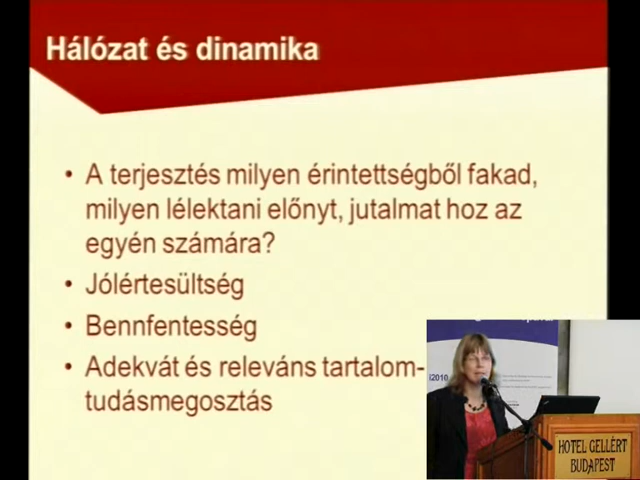 Hálózat és dinamika
• A terjesztés milyen érintettségből fakad,
milyen lélektani előnyt, jutalmat hoz az
egyén számára?
• Jólértesültség
• Bennfentesség
• Adekvát és releváns tartalom-
tudásmegosztás
i2010
HOTEL GELLÉRT
BUDAPEST